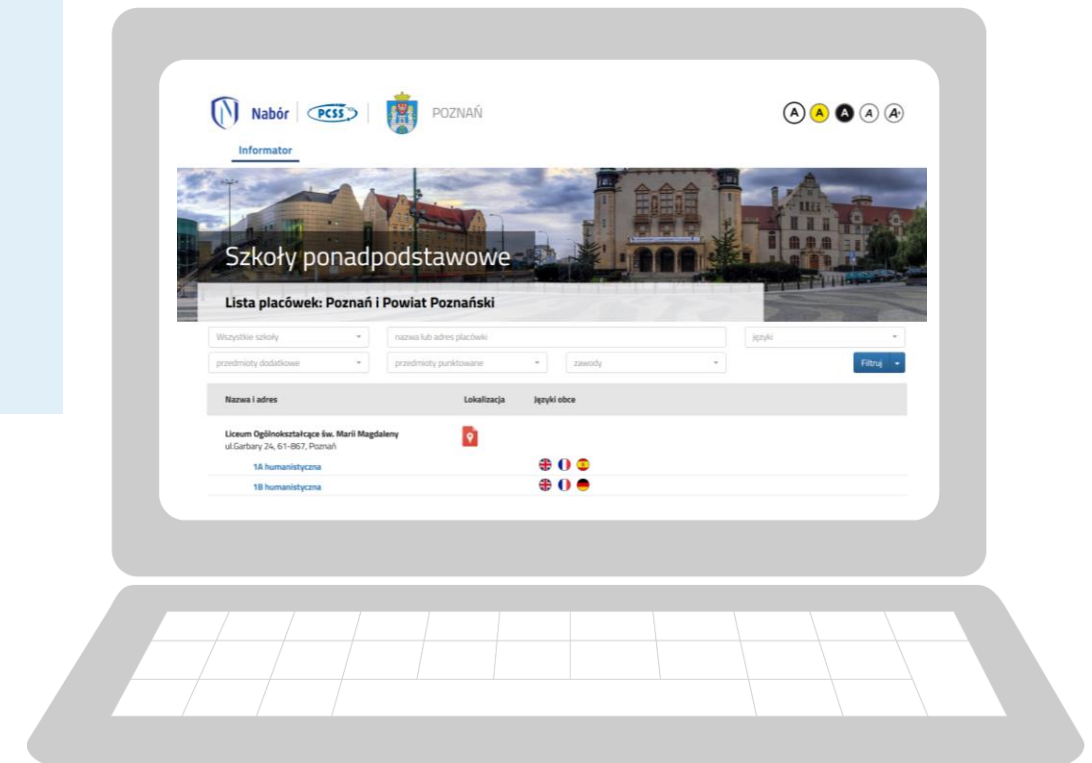 Nabór PCSS POZNAŃ A A A A A+
Informator
Szkoły ponadpodstawowe
Lista placówek: Poznań i Powiat Poznański
Wszystkie szkoły nazwa lub adres placówki języki
przedmioty dodatkowe przedmioty punktowane zawody Filtruj
Nazwa i adres Lokalizacja Języki obce
Liceum Ogólnokształcące św. Marii Magdaleny
ul.Garbary 24, 61-867, Poznań
1A humanistyczna
1B humanistyczna